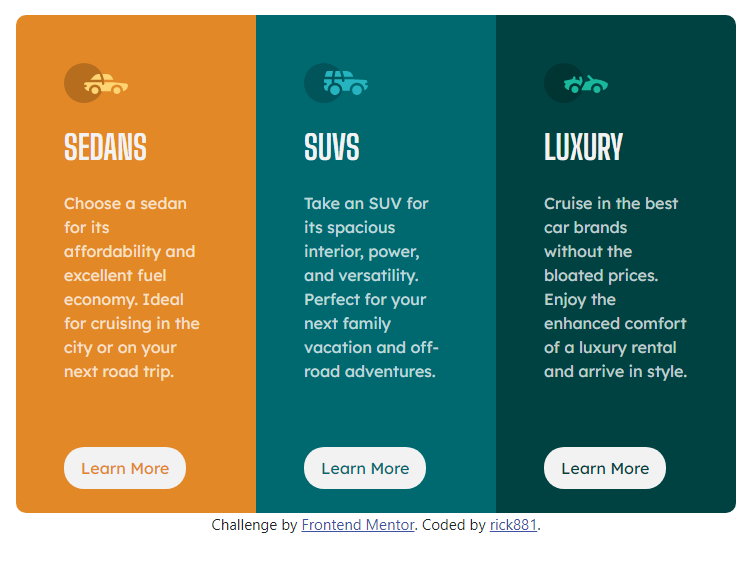 SEDANS
Choose a sedan
for its
affordability and
excellent fuel
economy. Ideal
for cruising in the
city or on your
next road trip.
Learn More
SUVS
Take an SUV for
its spacious
interior, power,
and versatility.
Perfect for your
next family
vacation and off-
road adventures.
Learn More
LUXURY
Cruise in the best
car brands
without the
bloated prices.
Enjoy the
enhanced comfort
of a luxury rental
and arrive in style.
Learn More
Challenge by Frontend Mentor. Coded by rick881.